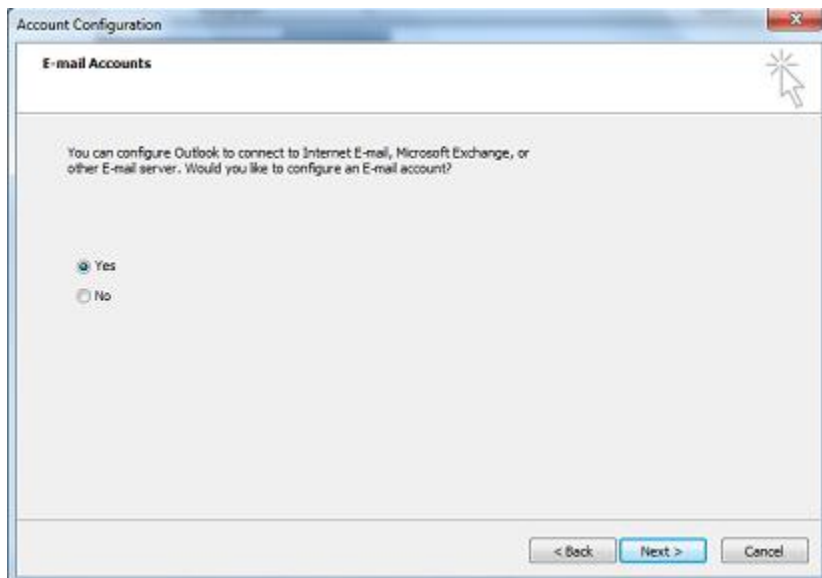 Account Configuration
E-mail Accounts
You can configure Outlook to connect to Internet E-mail, Microsoft Exchange, or
other E-mail server. Would you like to configure an E-mail account?
Yes
No
< Back Next > Cancel